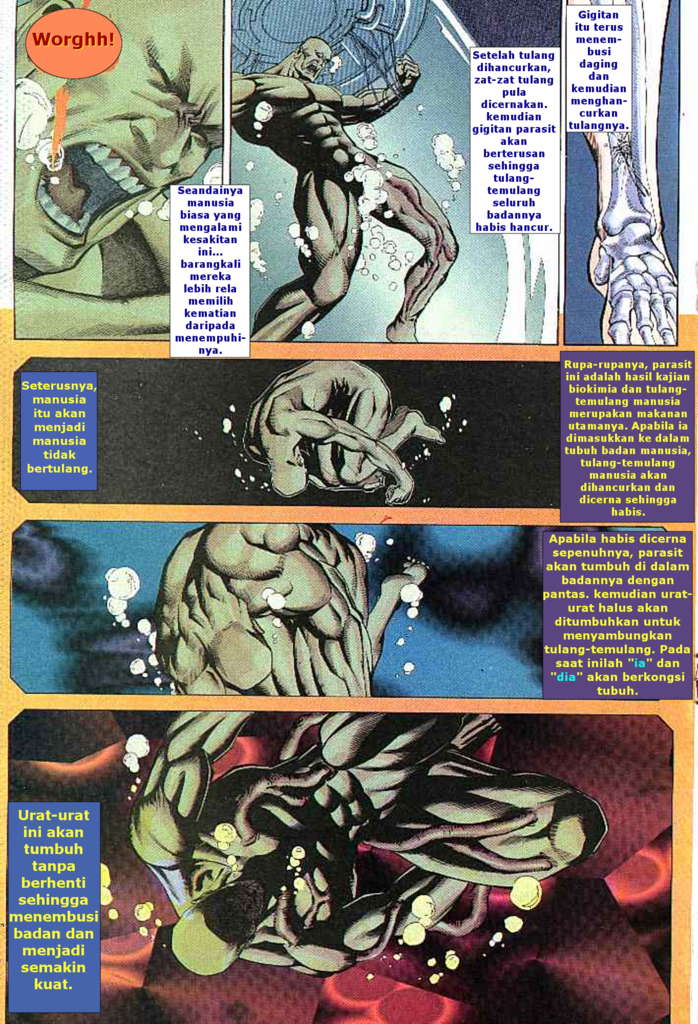 Worghh!
Gigitan
itu terus
menem-
busi
daging
dan
kemudian
menghan-
curkan
tulangnya.
Setelah tulang
dihancurkan,
zat-zat tulang
pula
dicernakan.
kemudian
gigitan parasit
akan
berterusan
sehingga
tulang-
temulang
seluruh
badannya
habis hancur.
Seandainya
manusia
biasa yang
mengalami
kesakitan
ini...
barangkali
mereka
lebih rela
memilih
kematian
daripada
menempuhi-
nya.
Rupa-rupanya, parasit
ini adalah hasil kajian
biokimia dan tulang-
temulang manusia
merupakan makanan
utamanya. Apabila ia
dimasukkan ke dalam
tubuh badan manusia,
tulang-temulang
manusia akan
dihancurkan dan
dicerna sehingga
habis.
Seterusnya,
manusia
itu akan
menjadi
manusia
tidak
bertulang.
Apabila habis dicerna
sepenuhnya, parasit
akan tumbuh di dalam
badannya dengan
pantas. kemudian urat-
urat halus akan
ditumbuhkan untuk
menyambungkan
tulang-temulang. Pada
saat inilah "ia" dan
"dia" akan berkongsi
tubuh.
Urat-urat
ini akan
tumbuh
tanpa
berhenti
sehingga
menembusi
badan dan
menjadi
semakin
kuat.